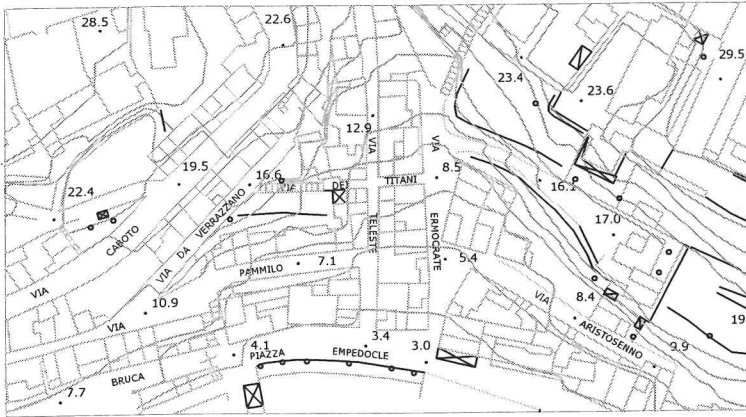 28.5
22.6
29.5
23.4
23.6
12.9
VIA TELESTE
VIA ERMOCRATE
8.5
19.5
16.6
VIA DEI TITANI
16.1
22.4
17.0
VIA CABOTO
VIA DA VERRAZZANO
7.1
5.4
VIA PAMMILO
8.4
10.9
VIA ARISTOSENNO
19
4.1
3.4
3.0
9.9
PIAZZA EMPEDOCLE
BRUCA
7.7